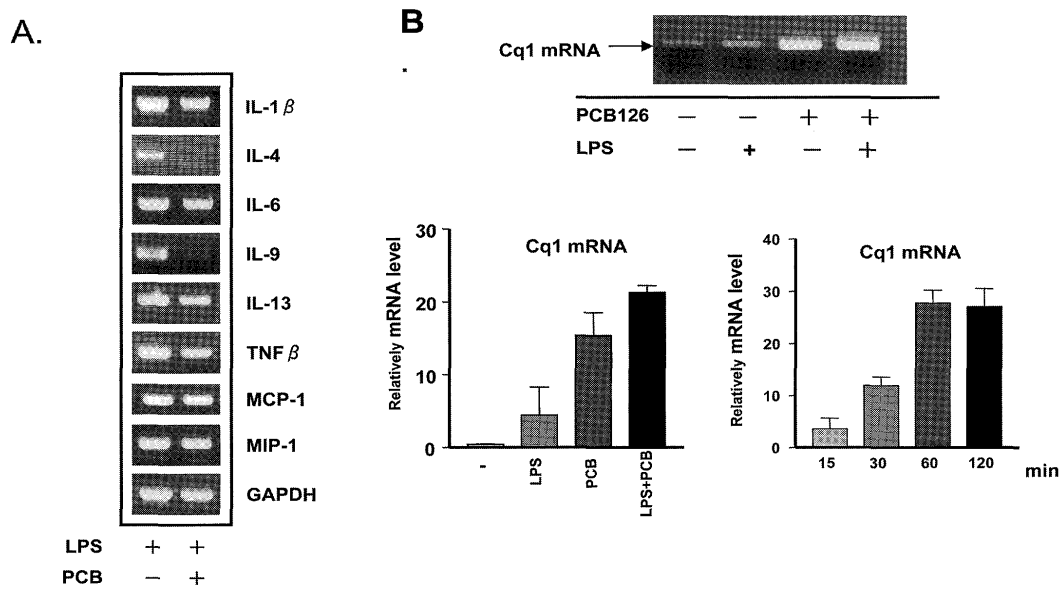 A.
IL-1β
IL-4
IL-6
IL-9
IL-13
TNFβ
MCP-1
MIP-1
GAPDH
LPS + +
PCB − +
B
Cq1 mRNA
PCB126 − − + +
LPS − + − +
Cq1 mRNA
Relatively mRNA level
30
20
10
0
- LPS PCB LPS+PCB
Cq1 mRNA
Relatively mRNA level
40
30
20
10
0
15 30 60 120 min